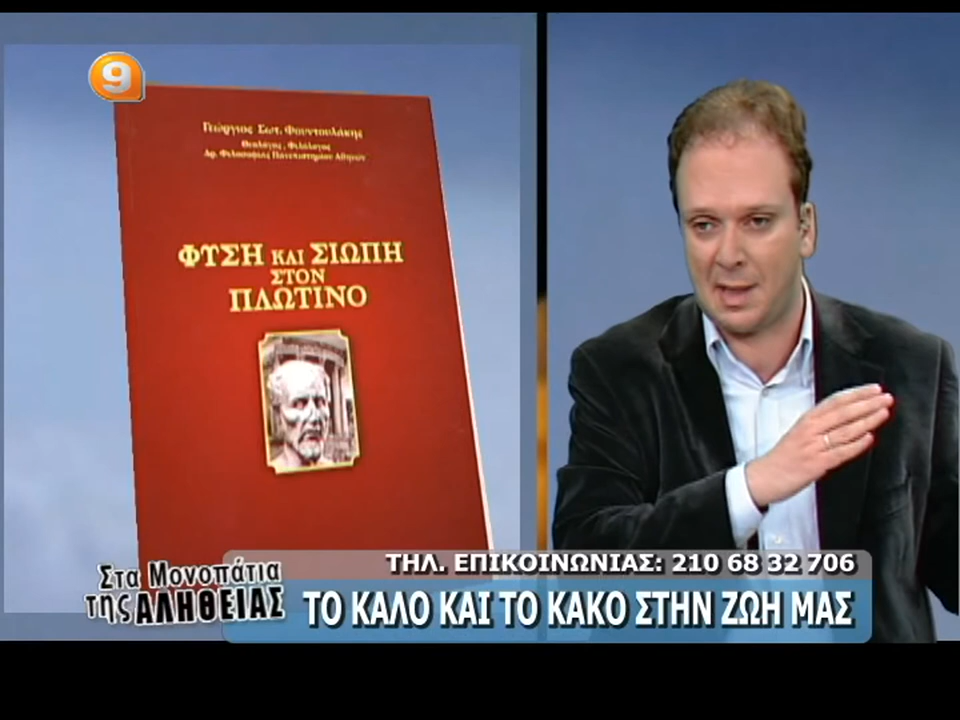 9
Γεώργιος Σωτ. Φουντουλάκης
Θεολόγος, Φιλόλογος
Δρ. Φιλοσοφίας Πανεπιστημίου Αθηνών
ΦΥΣΗ ΚΑΙ ΣΙΩΠΗ
ΣΤΟΝ
ΠΛΩΤΙΝΟ
Στα Μονοπάτια
της ΑΛΗΘΕΙΑΣ
ΤΗΛ. ΕΠΙΚΟΙΝΩΝΙΑΣ: 210 68 32 706
ΤΟ ΚΑΛΟ ΚΑΙ ΤΟ ΚΑΚΟ ΣΤΗΝ ΖΩΗ ΜΑΣ